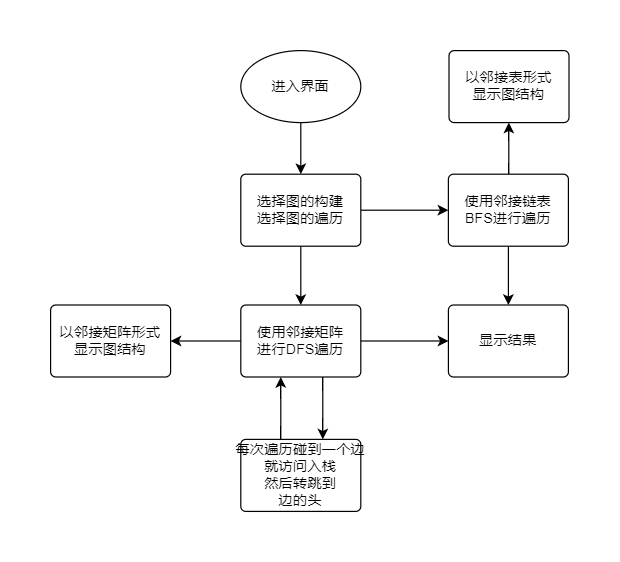 进入界面
以邻接表形式
显示图结构
选择图的构建
选择图的遍历
使用邻接链表
BFS进行遍历
以邻接矩阵形式
显示图结构
使用邻接矩阵
进行DFS遍历
显示结果
每次遍历碰到一个边
就访问入栈
然后转跳到
边的头